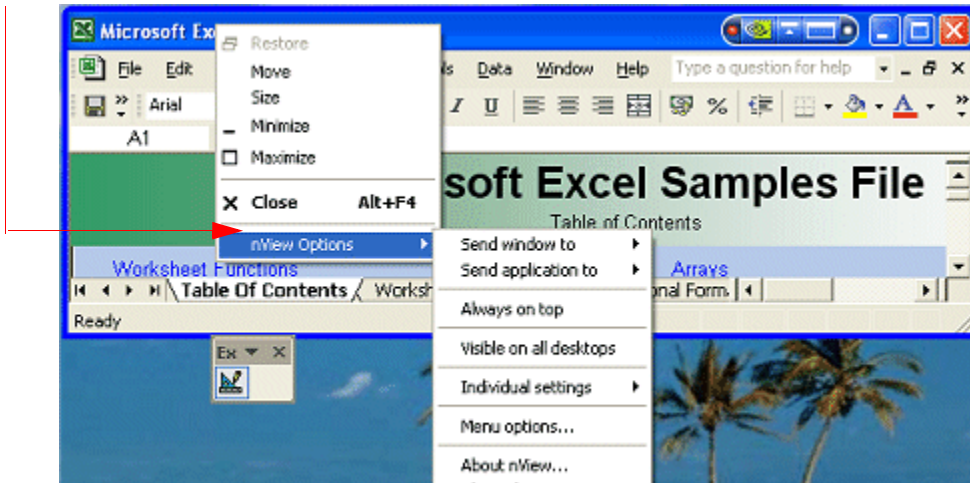 Microsoft Ex
File Edit ls Data Window Help Type a question for help
Arial I U %
A1
Restore
Move
Size
Minimize
Maximize
Close Alt+F4
nView Options
soft Excel Samples File
Table of Contents
Worksheet Functions Arrays
Table Of Contents Worksh onal Form
Ready
Send window to
Send application to
Always on top
Visible on all desktops
Individual settings
Menu options...
About nView...
Ex